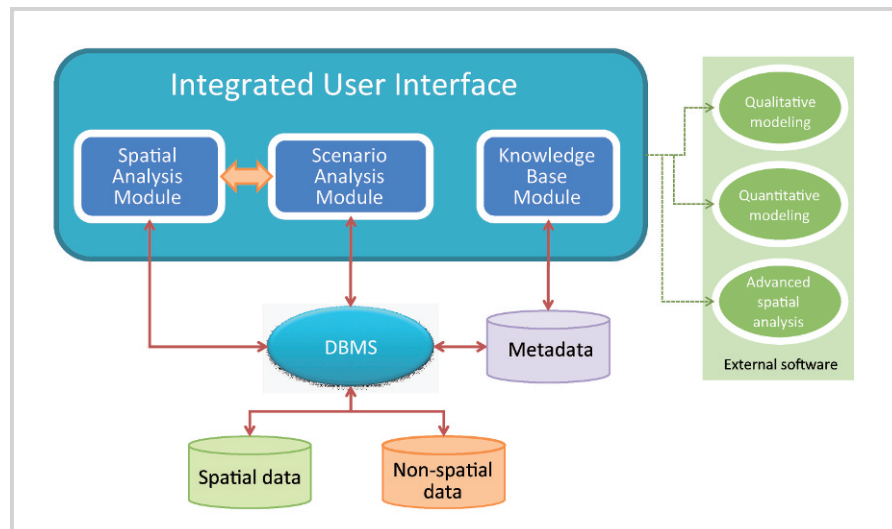 Integrated User Interface
Spatial
Analysis
Module
Scenario
Analysis
Module
Knowledge
Base
Module
Qualitative
modeling
Quantitative
modeling
Advanced
spatial
analysis
External software
DBMS
Metadata
Spatial data
Non-spatial
data